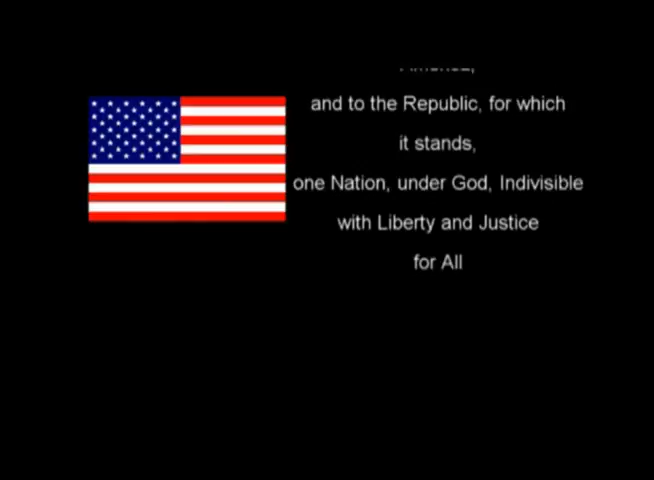 and to the Republic, for which
it stands,
one Nation, under God, Indivisible
with Liberty and Justice
for All